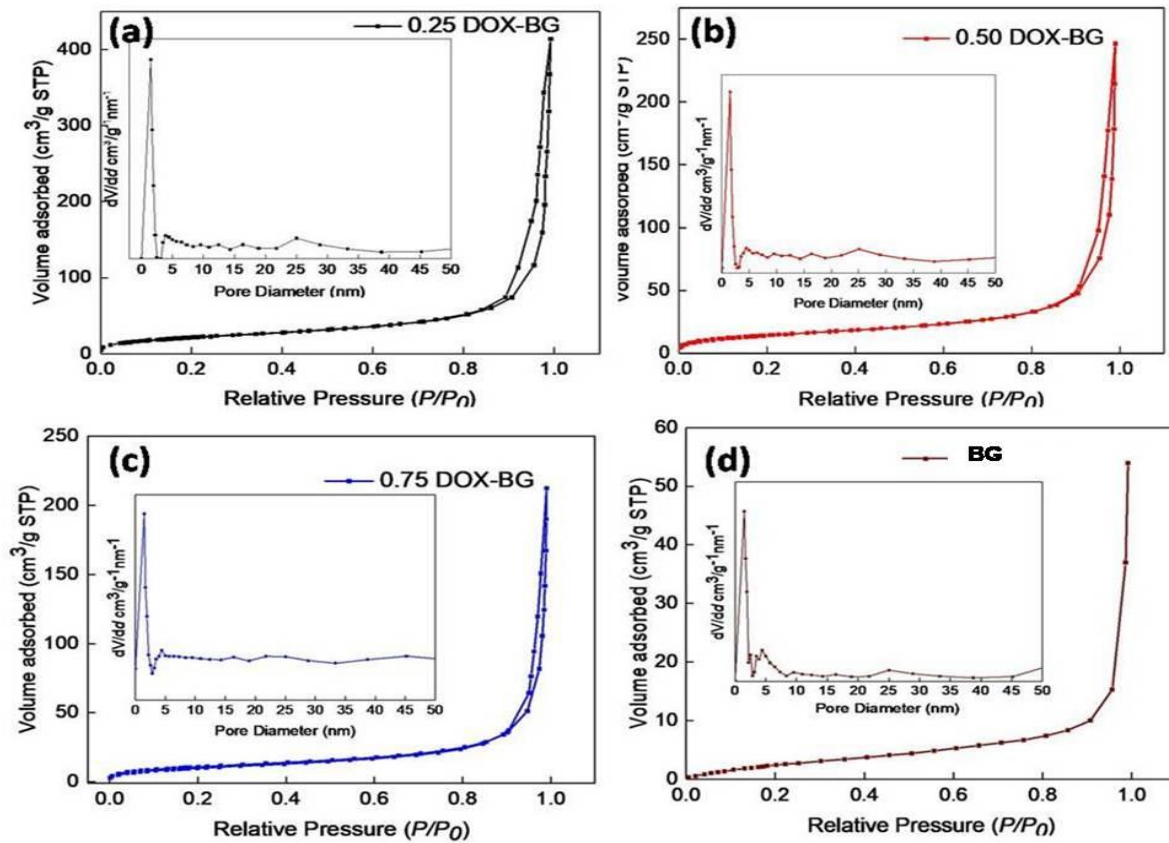 (a)
0.25 DOX-BG
400
300
200
100
0
Volume adsorbed (cm³/g STP)
0.0 0.2 0.4 0.6 0.8 1.0
Relative Pressure (P/P0)
dV/dd cm³/g⁻¹nm⁻¹
0 5 10 15 20 25 30 35 40 45 50
Pore Diameter (nm)
(b)
0.50 DOX-BG
250
200
150
100
50
0
Volume adsorbed (cm³/g STP)
0.0 0.2 0.4 0.6 0.8 1.0
Relative Pressure (P/P0)
dV/dd cm³/g⁻¹nm⁻¹
0 5 10 15 20 25 30 35 40 45 50
Pore Diameter (nm)
(c)
0.75 DOX-BG
250
200
150
100
50
0
Volume adsorbed (cm³/g STP)
0.0 0.2 0.4 0.6 0.8 1.0
Relative Pressure (P/P0)
dV/dd cm³/g⁻¹nm⁻¹
0 5 10 15 20 25 30 35 40 45 50
Pore Diameter (nm)
(d)
BG
60
50
40
30
20
10
0
Volume adsorbed (cm³/g STP)
0.0 0.2 0.4 0.6 0.8 1.0
Relative Pressure (P/P0)
dV/dd cm³/g⁻¹nm⁻¹
0 5 10 15 20 25 30 35 40 45 50
Pore Diameter (nm)